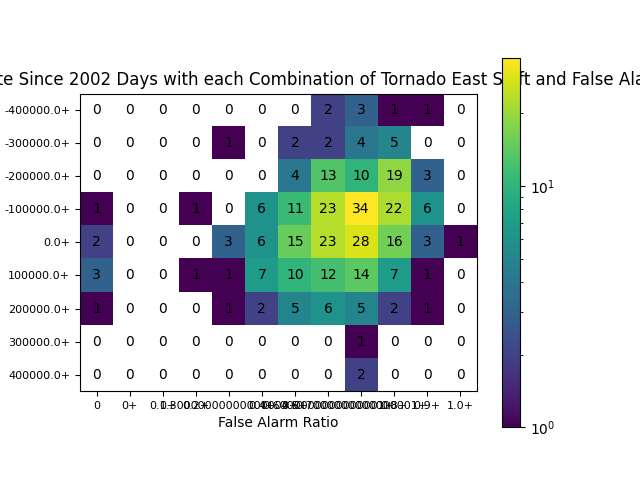 Since 2002 Days with each Combination of Tornado East and False
-400000.0+ 0 0 0 0 0 0 0 2 3 1 1 0
-300000.0+ 0 0 0 0 1 0 2 2 4 5 0 0
-200000.0+ 0 0 0 0 0 0 4 13 10 19 3 0
-100000.0+ 1 0 0 1 0 6 11 23 34 22 6 0
0.0+ 2 0 0 0 3 6 15 23 28 16 3 1
100000.0+ 3 0 0 1 1 7 10 12 14 7 1 0
200000.0+ 1 0 0 0 1 2 5 6 5 2 1 0
300000.0+ 0 0 0 0 0 0 0 0 1 0 0 0
400000.0+ 0 0 0 0 0 0 0 0 2 0 0 0
0 0+ 1.0+
False Alarm Ratio
10¹
10⁰